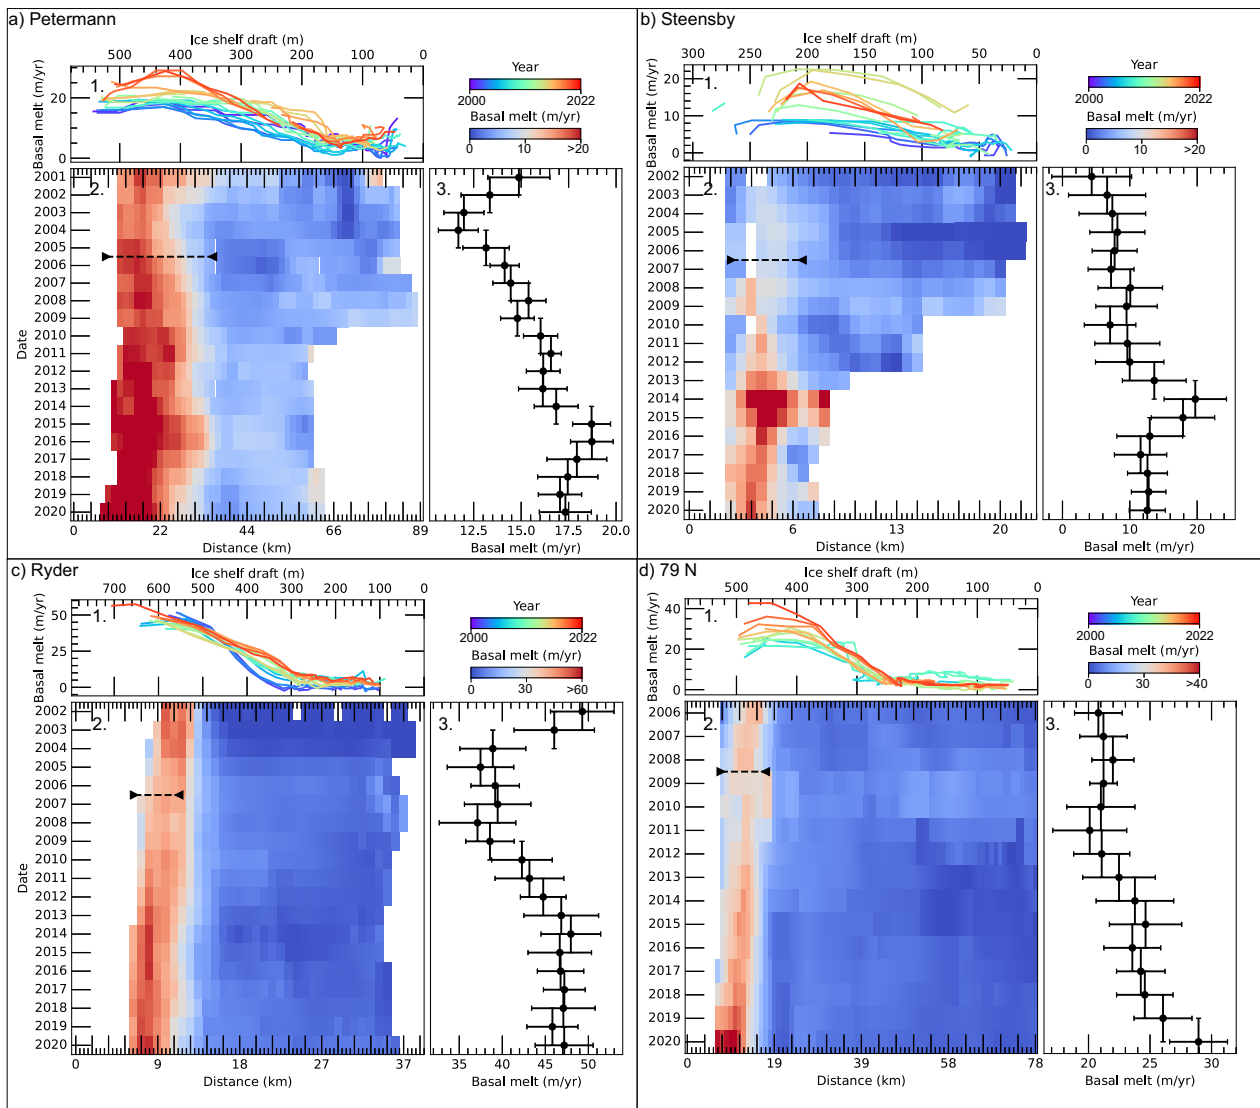 a) Petermann
Ice shelf draft (m)
500 400 300 200 100 0
Basal melt (m/yr)
20
0
1.
Year
2000 2022
Basal melt (m/yr)
0 10 >20
2.
3.
Date
2001
2002
2003
2004
2005
2006
2007
2008
2009
2010
2011
2012
2013
2014
2015
2016
2017
2018
2019
2020
0 22 44 66 89
Distance (km)
12.5 15.0 17.5 20.0
Basal melt (m/yr)
b) Steensby
Ice shelf draft (m)
300 250 200 150 100 50 0
Basal melt (m/yr)
20
10
0
1.
Year
2000 2022
Basal melt (m/yr)
0 10 >20
2.
3.
2002
2003
2004
2005
2006
2007
2008
2009
2010
2011
2012
2013
2014
2015
2016
2017
2018
2019
2020
0 6 13 20
Distance (km)
0 10 20
Basal melt (m/yr)
c) Ryder
Ice shelf draft (m)
700 600 500 400 300 200 100 0
Basal melt (m/yr)
50
25
0
1.
Year
2000 2022
Basal melt (m/yr)
0 30 >60
2.
3.
Date
2002
2003
2004
2005
2006
2007
2008
2009
2010
2011
2012
2013
2014
2015
2016
2017
2018
2019
2020
0 9 18 27 37
Distance (km)
35 40 45 50
Basal melt (m/yr)
d) 79 N
Ice shelf draft (m)
500 400 300 200 100 0
Basal melt (m/yr)
40
20
0
1.
Year
2000 2022
Basal melt (m/yr)
0 30 >40
2.
3.
2006
2007
2008
2009
2010
2011
2012
2013
2014
2015
2016
2017
2018
2019
2020
0 19 39 58 78
Distance (km)
20 25 30
Basal melt (m/yr)